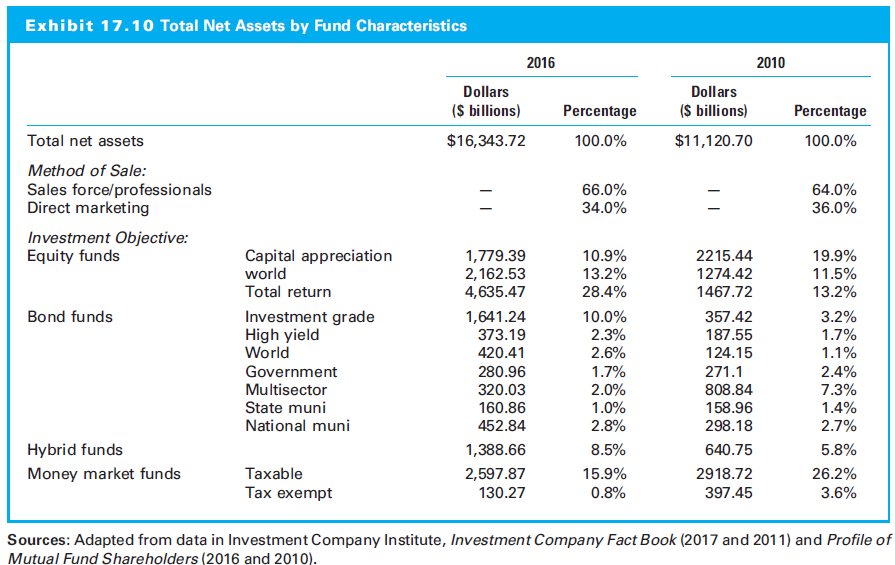 Exhibit 17.10 Total Net Assets by Fund Characteristics
2016 2010
Dollars Dollars
($ billions) Percentage ($ billions) Percentage
Total net assets $16,343.72 100.0% $11,120.70 100.0%
Method of Sale:
Sales force/professionals — 66.0% — 64.0%
Direct marketing — 34.0% — 36.0%
Investment Objective:
Equity funds Capital appreciation 1,779.39 10.9% 2215.44 19.9%
world 2,162.53 13.2% 1274.42 11.5%
Total return 4,635.47 28.4% 1467.72 13.2%
Bond funds Investment grade 1,641.24 10.0% 357.42 3.2%
High yield 373.19 2.3% 187.55 1.7%
World 420.41 2.6% 124.15 1.1%
Government 280.96 1.7% 271.1 2.4%
Multisector 320.03 2.0% 808.84 7.3%
State muni 160.86 1.0% 158.96 1.4%
National muni 452.84 2.8% 298.18 2.7%
Hybrid funds 1,388.66 8.5% 640.75 5.8%
Money market funds Taxable 2,597.87 15.9% 2918.72 26.2%
Tax exempt 130.27 0.8% 397.45 3.6%
Sources: Adapted from data in Investment Company Institute, Investment Company Fact Book (2017 and 2011) and Profile of
Mutual Fund Shareholders (2016 and 2010).